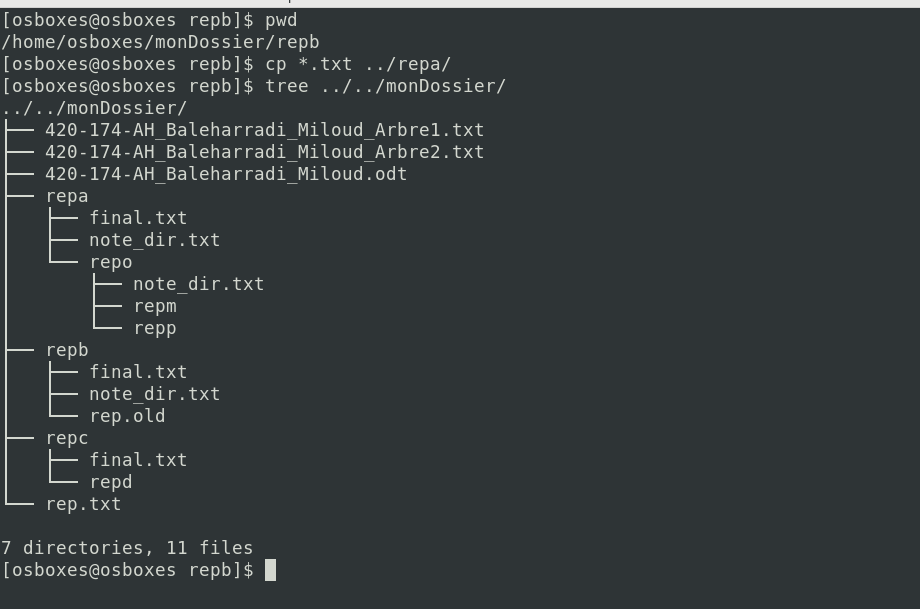 [osboxes@osboxes repb]$ pwd
/home/osboxes/monDossier/repb
[osboxes@osboxes repb]$ cp *.txt ../repa/
[osboxes@osboxes repb]$ tree ../../monDossier/
../../monDossier/
├── 420-174-AH_Baleharradi_Miloud_Arbre1.txt
├── 420-174-AH_Baleharradi_Miloud_Arbre2.txt
├── 420-174-AH_Baleharradi_Miloud.odt
├── repa
│   ├── final.txt
│   ├── note_dir.txt
│   └── repo
│       ├── note_dir.txt
│       ├── repm
│       └── repp
├── repb
│   ├── final.txt
│   ├── note_dir.txt
│   └── rep.old
├── repc
│   ├── final.txt
│   └── repd
└── rep.txt

7 directories, 11 files
[osboxes@osboxes repb]$